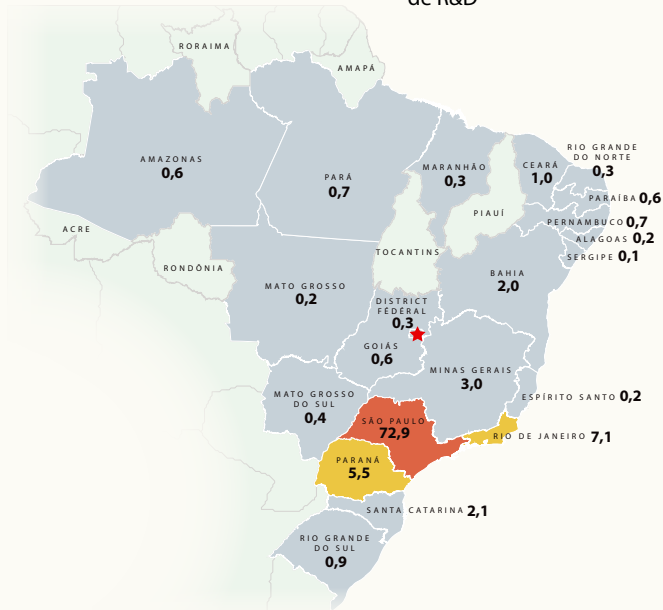 de R&D
RORAIMA
AMAPÁ
AMAZONAS
0,6
PARÁ
0,7
MARANHÃO
0,3
CEARÁ
1,0
RIO GRANDE
DO NORTE
0,3
PARAÍBA 0,6
PIAUÍ
PERNAMBUCO 0,7
ALAGOAS 0,2
SERGIPE 0,1
ACRE
RONDÔNIA
TOCANTINS
BAHIA
2,0
MATO GROSSO
0,2
DISTRICT
FÉDÉRAL
0,3
GOIÁS
0,6
MINAS GERAIS
3,0
ESPÍRITO SANTO 0,2
MATO GROSSO
DO SUL
0,4
SÃO PAULO
72,9
RIO DE JANEIRO 7,1
PARANÁ
5,5
SANTA CATARINA 2,1
RIO GRANDE
DO SUL
0,9